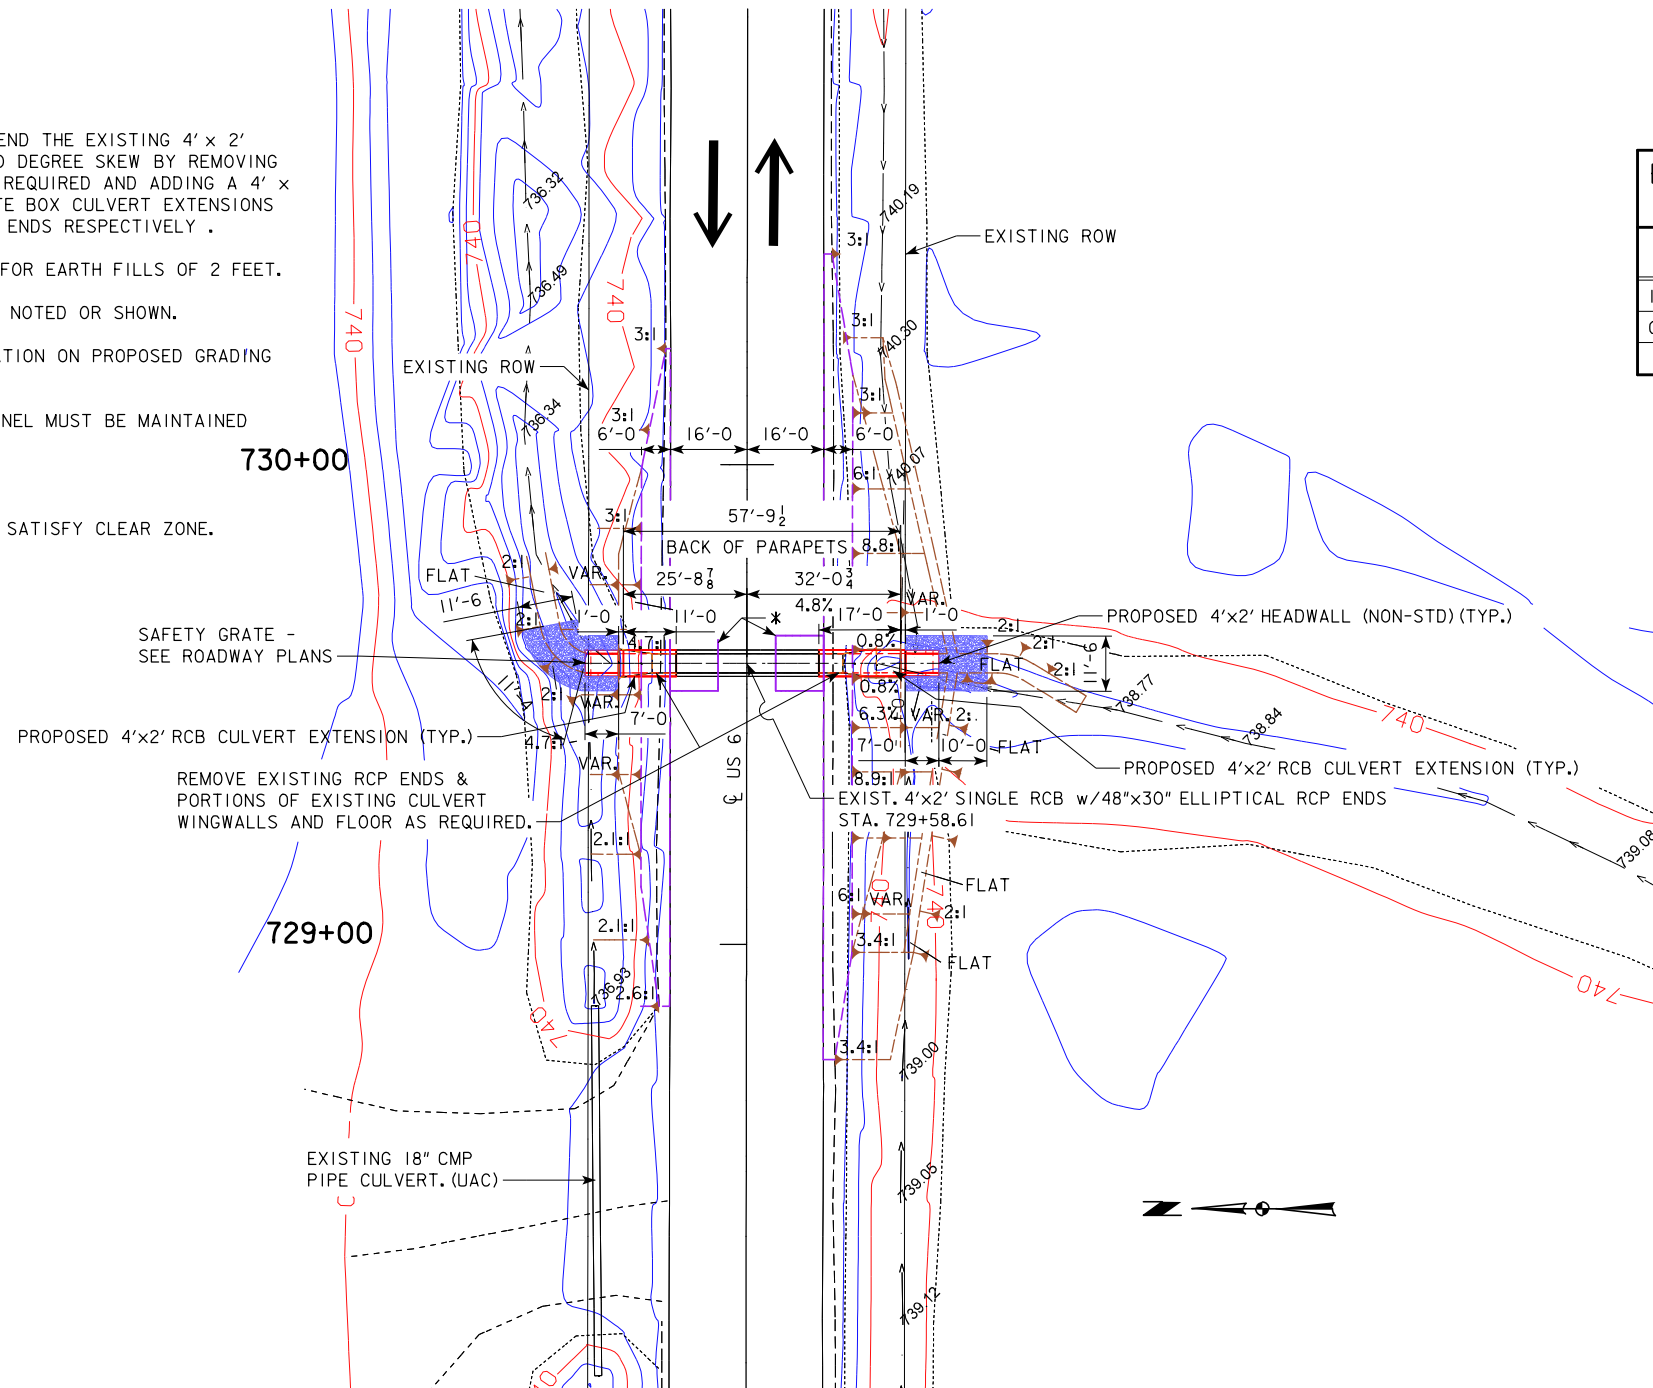 END THE EXISTING 4' x 2'
DEGREE SKEW BY REMOVING
REQUIRED AND ADDING A 4' x
TE BOX CULVERT EXTENSIONS
ENDS RESPECTIVELY .
FOR EARTH FILLS OF 2 FEET.
NOTED OR SHOWN.
ATION ON PROPOSED GRADING
NEL MUST BE MAINTAINED
SATISFY CLEAR ZONE.
730+00
729+00
740
740
740
736.32
736.49
736.34
740.19
740.30
740.07
EXISTING ROW
EXISTING ROW
3:1
3:1
3:1
3:1
3:1
3:1
6:1
8.8:1
6'-0
16'-0
16'-0
6'-0
57'-9 1/2
BACK OF PARAPETS
25'-8 7/8
32'-0 3/4
4.8%
FLAT
2:1
VAR.
11'-6
2:1
1'-0
11'-0
*
17'-0
VAR.
1'-0
PROPOSED 4'x2' HEADWALL (NON-STD)(TYP.)
SAFETY GRATE -
SEE ROADWAY PLANS
4.7:1
0.8%
0.8%
2:1
2:1
2:1
FLAT
11'-6
11'-4
2:1
VAR.
7'-0
6.3%
VAR.
2:1
738.77
738.84
739.08
740
740
PROPOSED 4'x2' RCB CULVERT EXTENSION (TYP.)
4.7:1
VAR.
7'-0
10'-0
FLAT
PROPOSED 4'x2' RCB CULVERT EXTENSION (TYP.)
REMOVE EXISTING RCP ENDS &
PORTIONS OF EXISTING CULVERT
WINGWALLS AND FLOOR AS REQUIRED.
℄ US 6
8.9:1
EXIST. 4'x2' SINGLE RCB w/48"x30" ELLIPTICAL RCP ENDS
STA. 729+58.61
2.1:1
2.1:1
2.6:1
736.93
740
6:1
VAR.
740
740
2:1
FLAT
FLAT
3.4:1
3.4:1
739.00
739.05
739.12
EXISTING 18" CMP
PIPE CULVERT. (UAC)
N